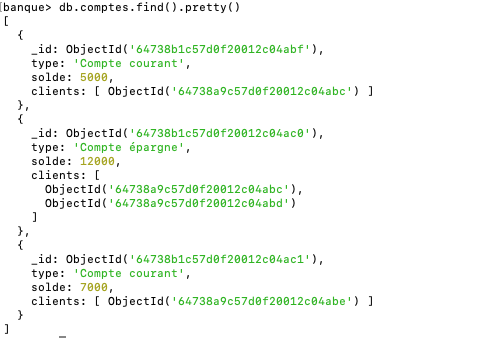 [banque> db.comptes.find().pretty()
[
  {
    _id: ObjectId('64738b1c57d0f20012c04abf'),
    type: 'Compte courant',
    solde: 5000,
    clients: [ ObjectId('64738a9c57d0f20012c04abc') ]
  },
  {
    _id: ObjectId('64738b1c57d0f20012c04ac0'),
    type: 'Compte épargne',
    solde: 12000,
    clients: [
      ObjectId('64738a9c57d0f20012c04abc'),
      ObjectId('64738a9c57d0f20012c04abd')
    ]
  },
  {
    _id: ObjectId('64738b1c57d0f20012c04ac1'),
    type: 'Compte courant',
    solde: 7000,
    clients: [ ObjectId('64738a9c57d0f20012c04abe') ]
  }
]